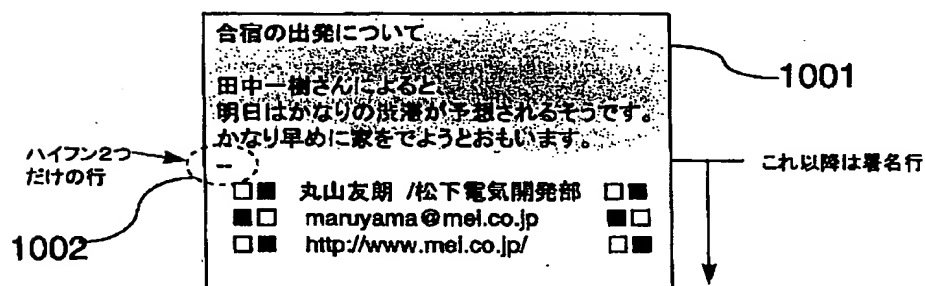 合宿の出発について
1001
田中一樹さんによると、
明日はかなりの渋滞が予想されるそうです。
かなり早めに家をでようとおもいます。
ハイフン2つ
だけの行
--
これ以降は署名行
□■ 丸山友朗 /松下電気開発部 □■
■□ maruyama@mei.co.jp ■□
□■ http://www.mei.co.jp/ □■
1002